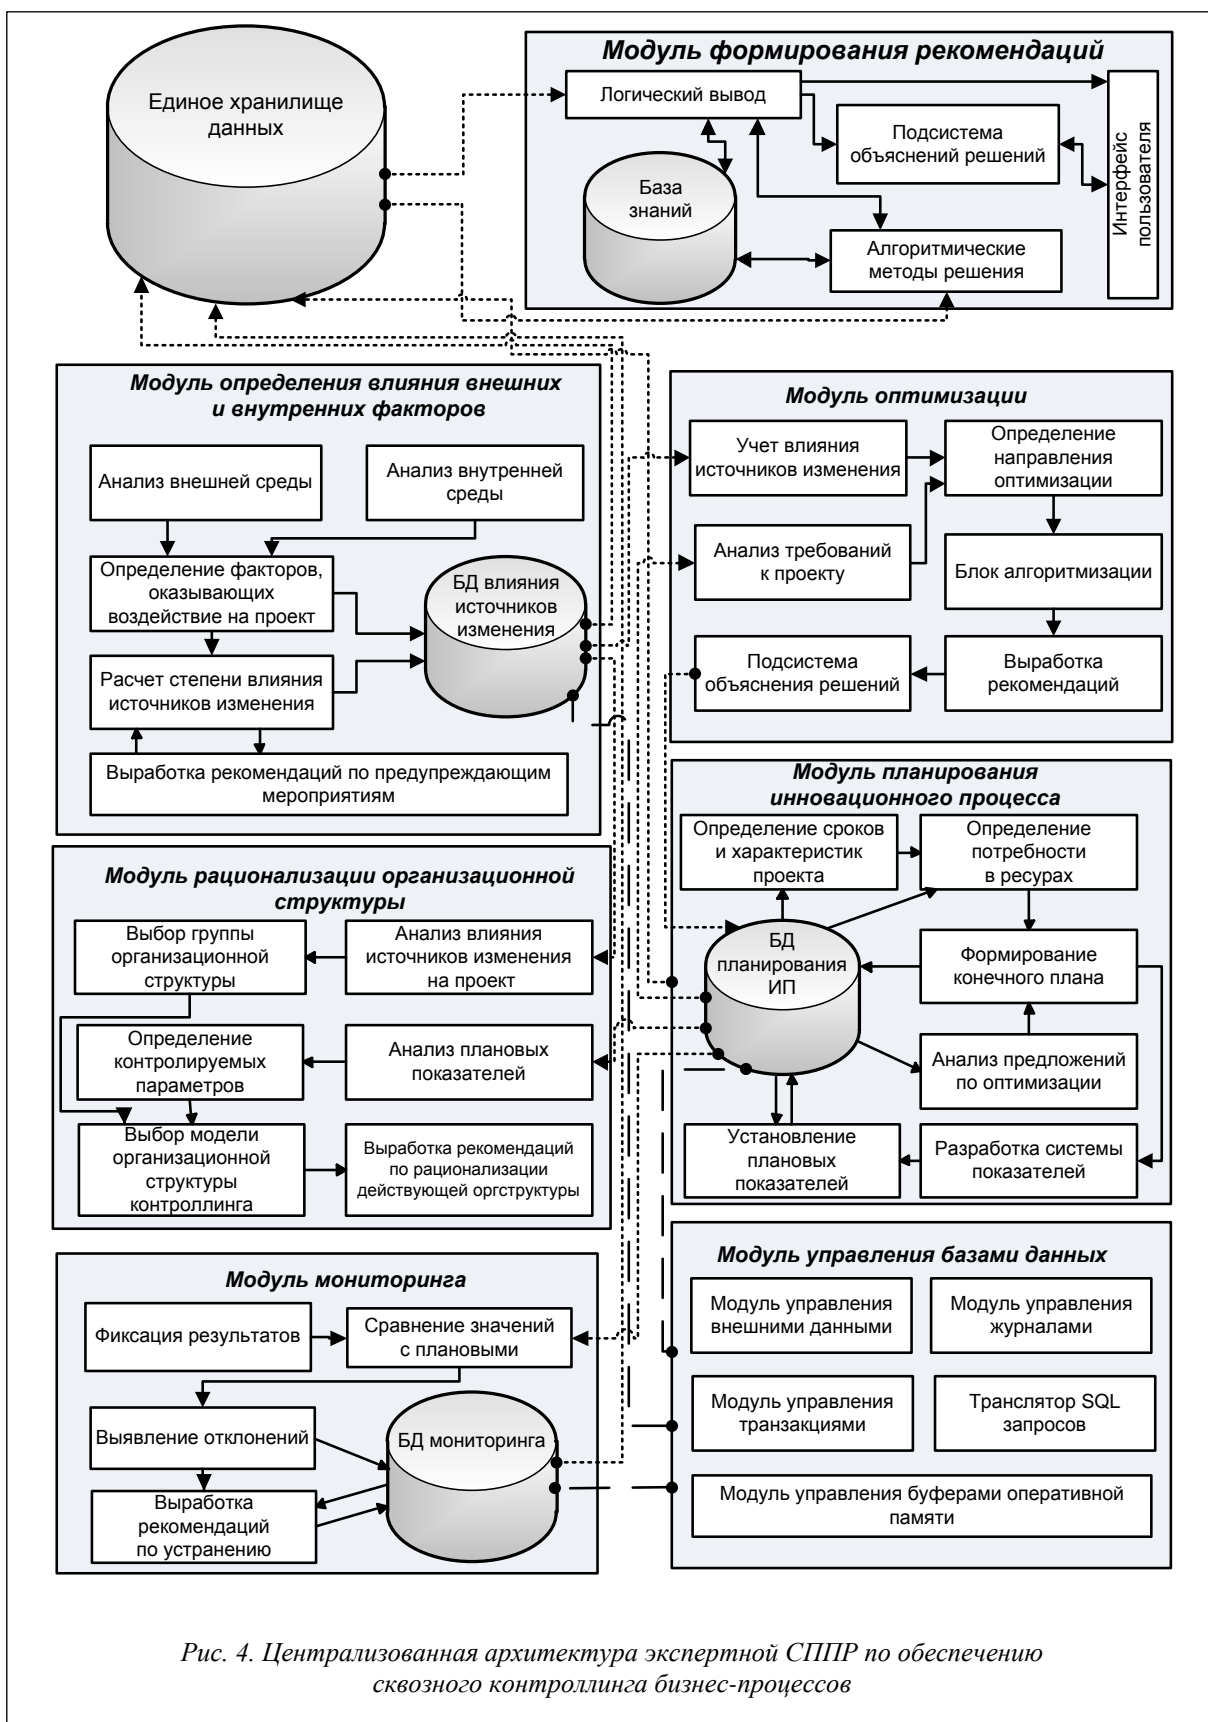 Единое хранилище
данных
Модуль формирования рекомендаций
Логический вывод
Подсистема
объяснений решений
Интерфейс
пользователя
База
знаний
Алгоритмические
методы решения
Модуль определения влияния внешних
и внутренних факторов
Анализ внешней среды
Анализ внутренней
среды
Определение факторов,
оказывающих
воздействие на проект
БД влияния
источников
изменения
Расчет степени влияния
источников изменения
Выработка рекомендаций по предупреждающим
мероприятиям
Модуль оптимизации
Учет влияния
источников изменения
Определение
направления
оптимизации
Анализ требований
к проекту
Блок алгоритмизации
Подсистема
объяснения решений
Выработка
рекомендаций
Модуль рационализации организационной
структуры
Выбор группы
организационной
структуры
Анализ влияния
источников изменения
на проект
Определение
контролируемых
параметров
Анализ плановых
показателей
Выбор модели
организационной
структуры
контроллинга
Выработка рекомендаций
по рационализации
действующей оргструктуры
Модуль планирования
инновационного процесса
Определение сроков
и характеристик
проекта
Определение
потребности
в ресурах
БД
планирования
ИП
Формирование
конечного плана
Анализ предложений
по оптимизации
Установление
плановых
показателей
Разработка системы
показателей
Модуль мониторинга
Фиксация результатов
Сравнение значений
с плановыми
Выявление отклонений
БД мониторинга
Выработка
рекомендаций
по устранению
Модуль управления базами данных
Модуль управления
внешними данными
Модуль управления
журналами
Модуль управления
транзакциями
Транслятор SQL
запросов
Модуль управления буферами оперативной
памяти
Рис. 4. Централизованная архитектура экспертной СППР по обеспечению
сквозного контроллинга бизнес-процессов